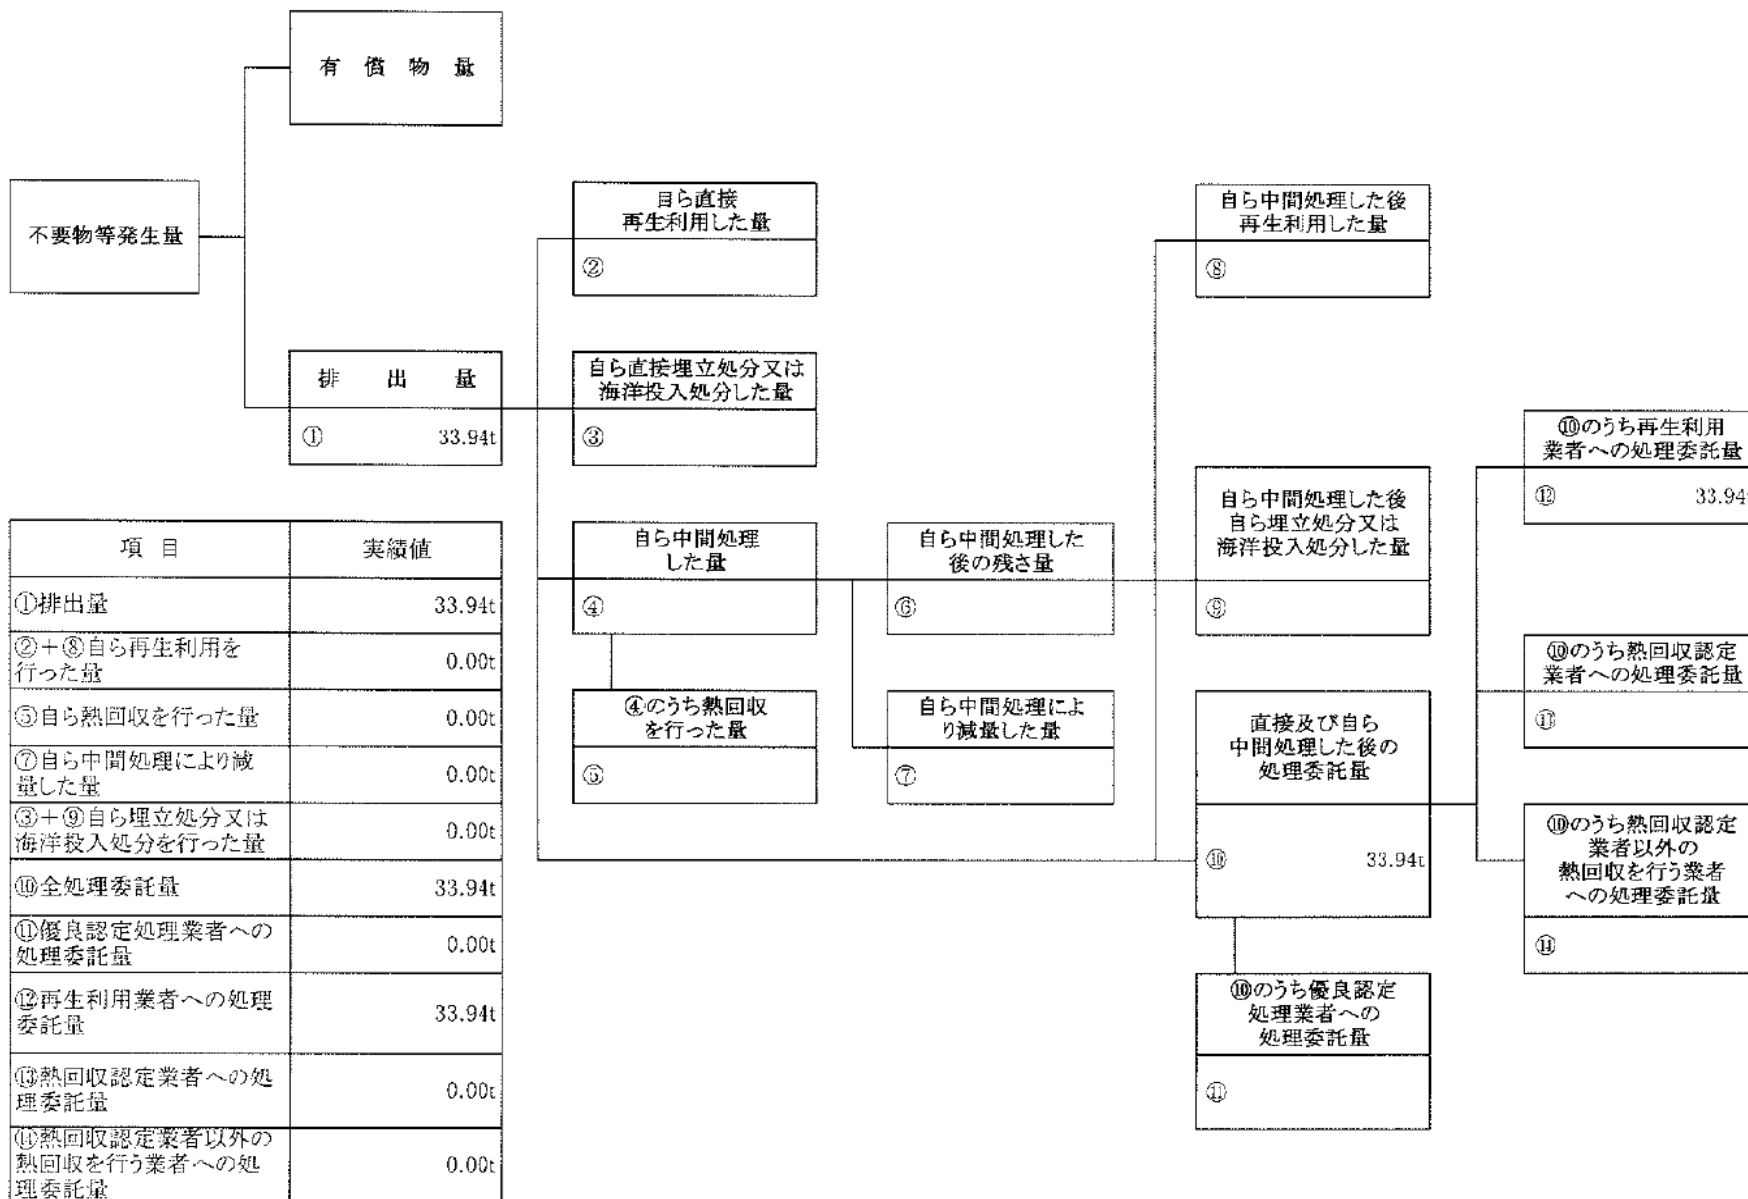 有 償 物 量
不要物等発生量
排 出 量
① 33.94t
自ら直接
再生利用した量
②
自ら直接埋立処分又は
海洋投入処分した量
③
自ら中間処理
した量
④
④のうち熱回収
を行った量
⑤
自ら中間処理した
後の残さ量
⑥
自ら中間処理によ
り減量した量
⑦
自ら中間処理した後
再生利用した量
⑧
自ら中間処理した後
自ら埋立処分又は
海洋投入処分した量
⑨
直接及び自ら
中間処理した後の
処理委託量
⑩ 33.94t
⑩のうち優良認定
処理業者への
処理委託量
⑪
⑩のうち再生利用
業者への処理委託量
⑫ 33.94t
⑩のうち熱回収認定
業者への処理委託量
⑬
⑩のうち熱回収認定
業者以外の
熱回収を行う業者
への処理委託量
⑭
項 目 実績値
①排出量 33.94t
②+⑧自ら再生利用を
行った量 0.00t
⑤自ら熱回収を行った量 0.00t
⑦自ら中間処理により減
量した量 0.00t
③+⑨自ら埋立処分又は
海洋投入処分を行った量 0.00t
⑩全処理委託量 33.94t
⑪優良認定処理業者への
処理委託量 0.00t
⑫再生利用業者への処理
委託量 33.94t
⑬熱回収認定業者への処
理委託量 0.00t
⑭熱回収認定業者以外の
熱回収を行う業者への処
理委託量 0.00t